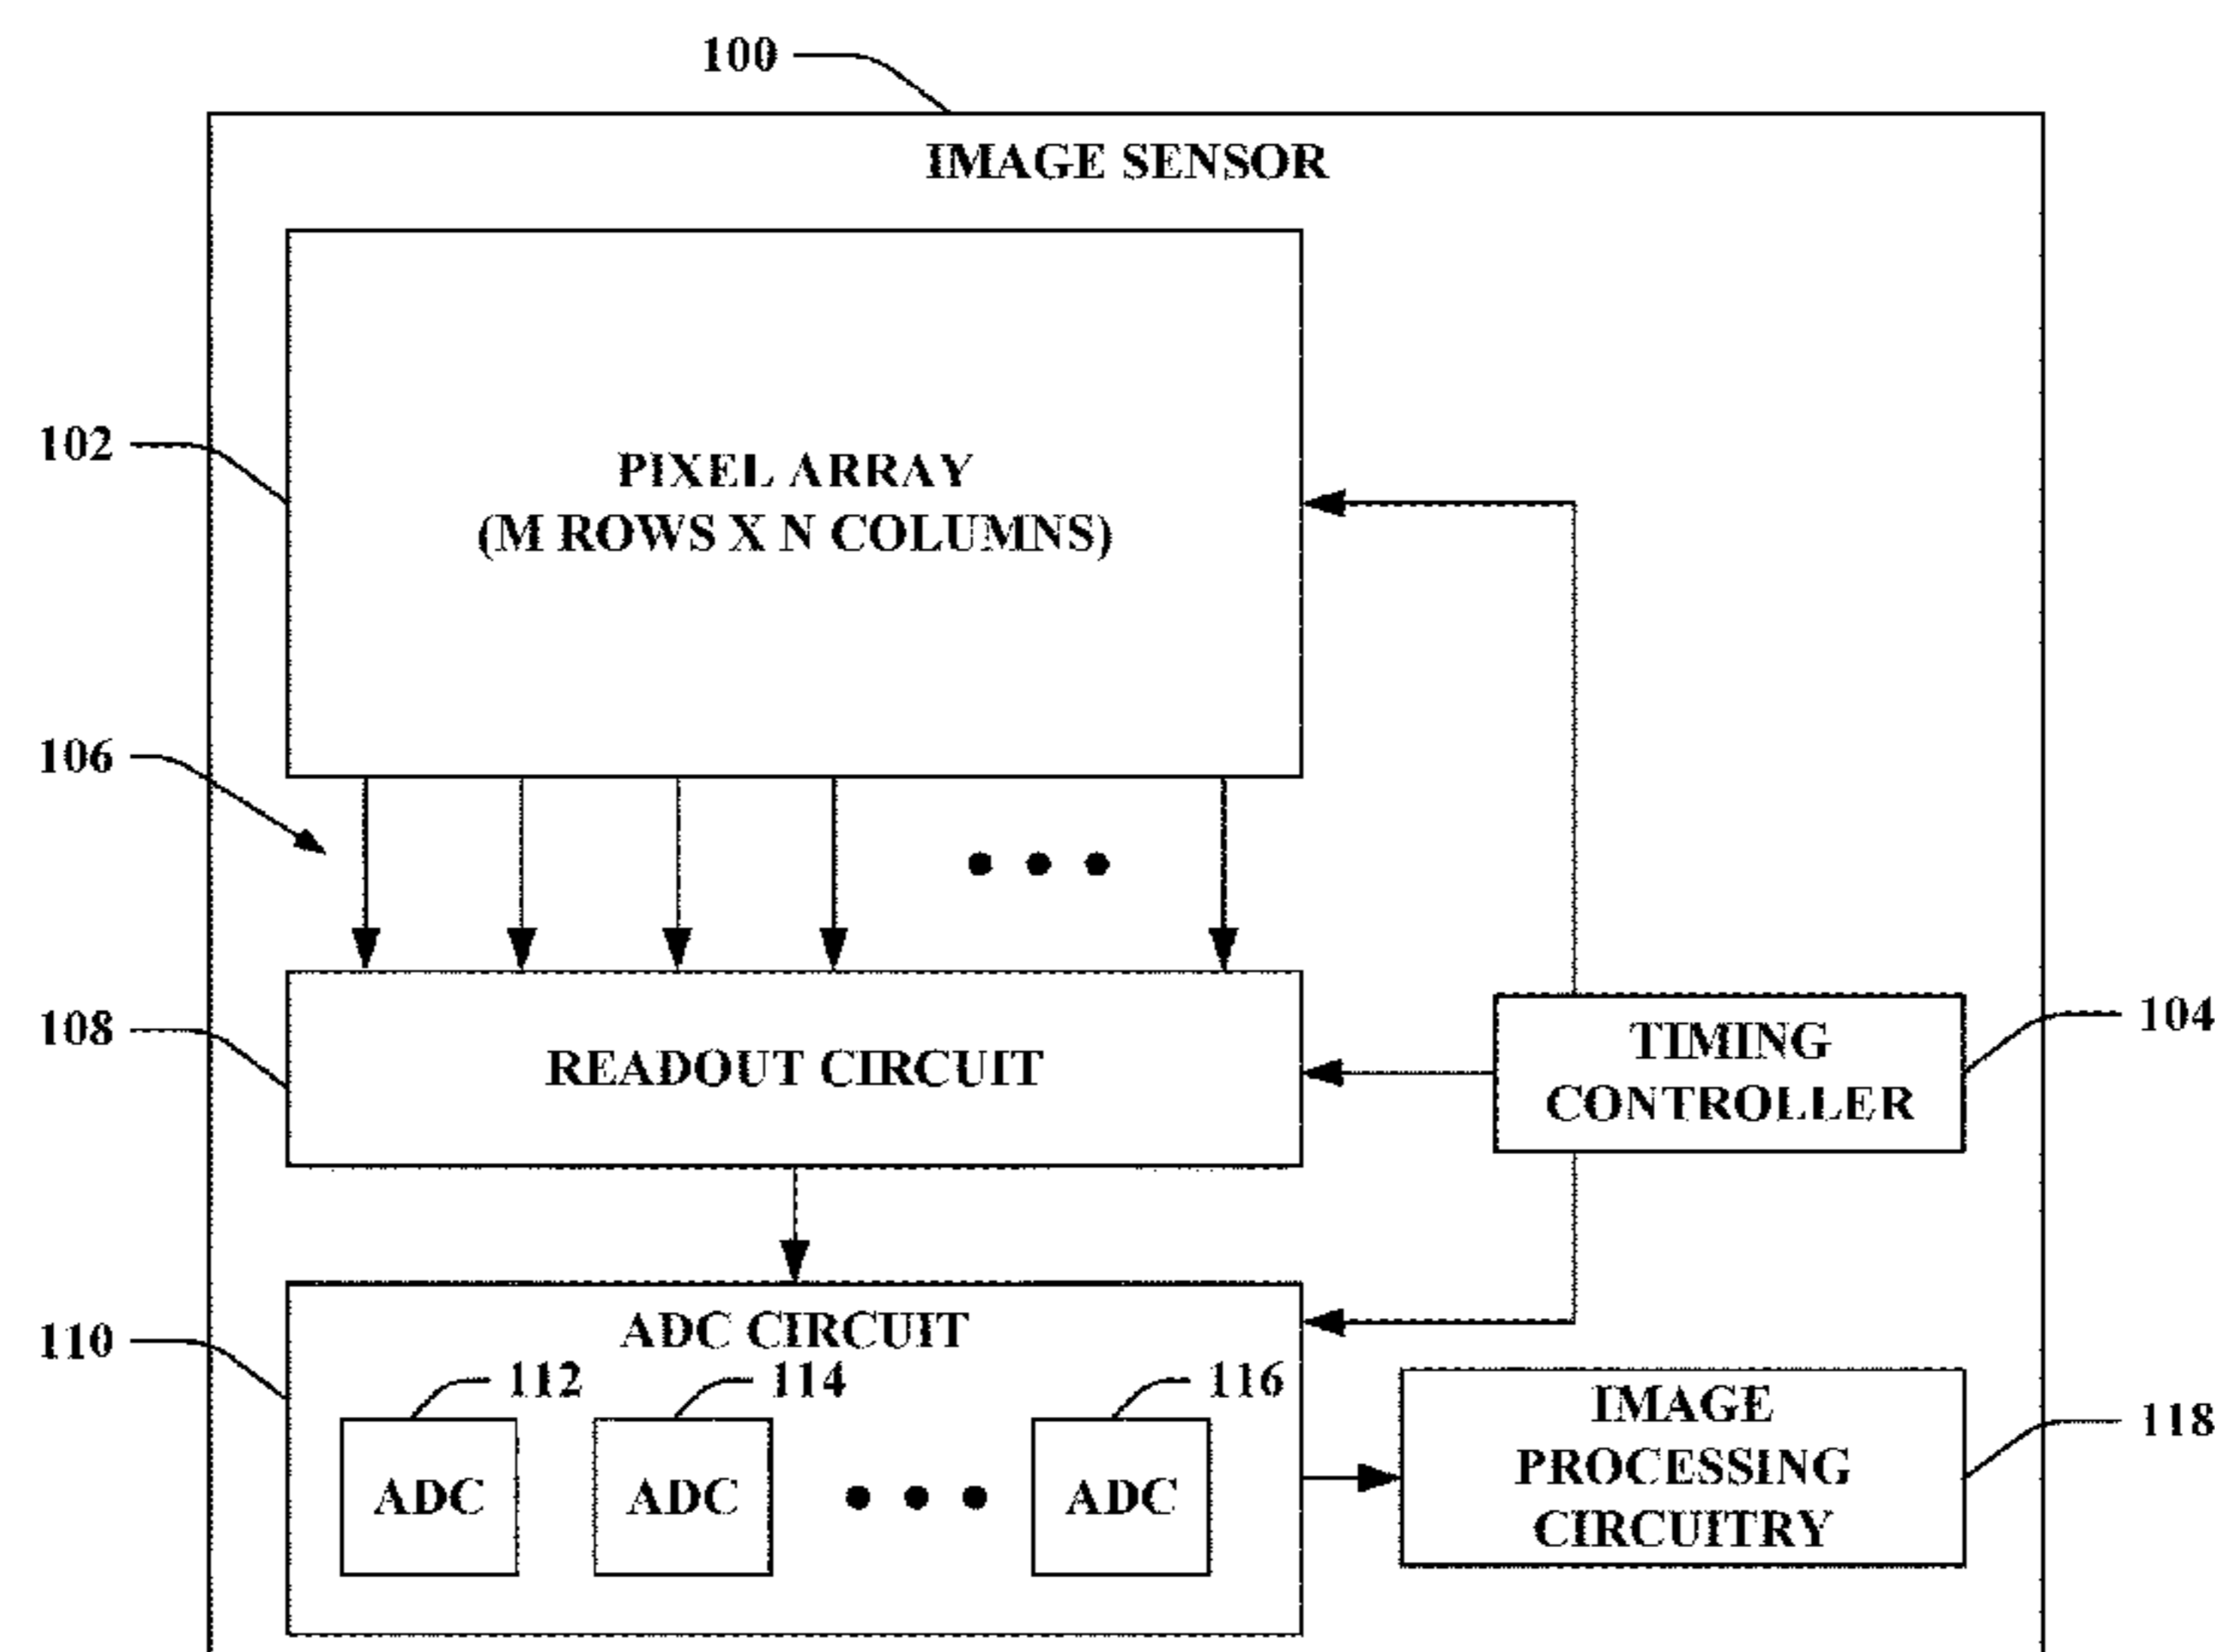 100
IMAGE SENSOR
102
PIXEL ARRAY
(M ROWS X N COLUMNS)
106
108
READOUT CIRCUIT
TIMING
CONTROLLER
104
110
ADC CIRCUIT
112
114
116
ADC
ADC
ADC
IMAGE
PROCESSING
CIRCUITRY
118